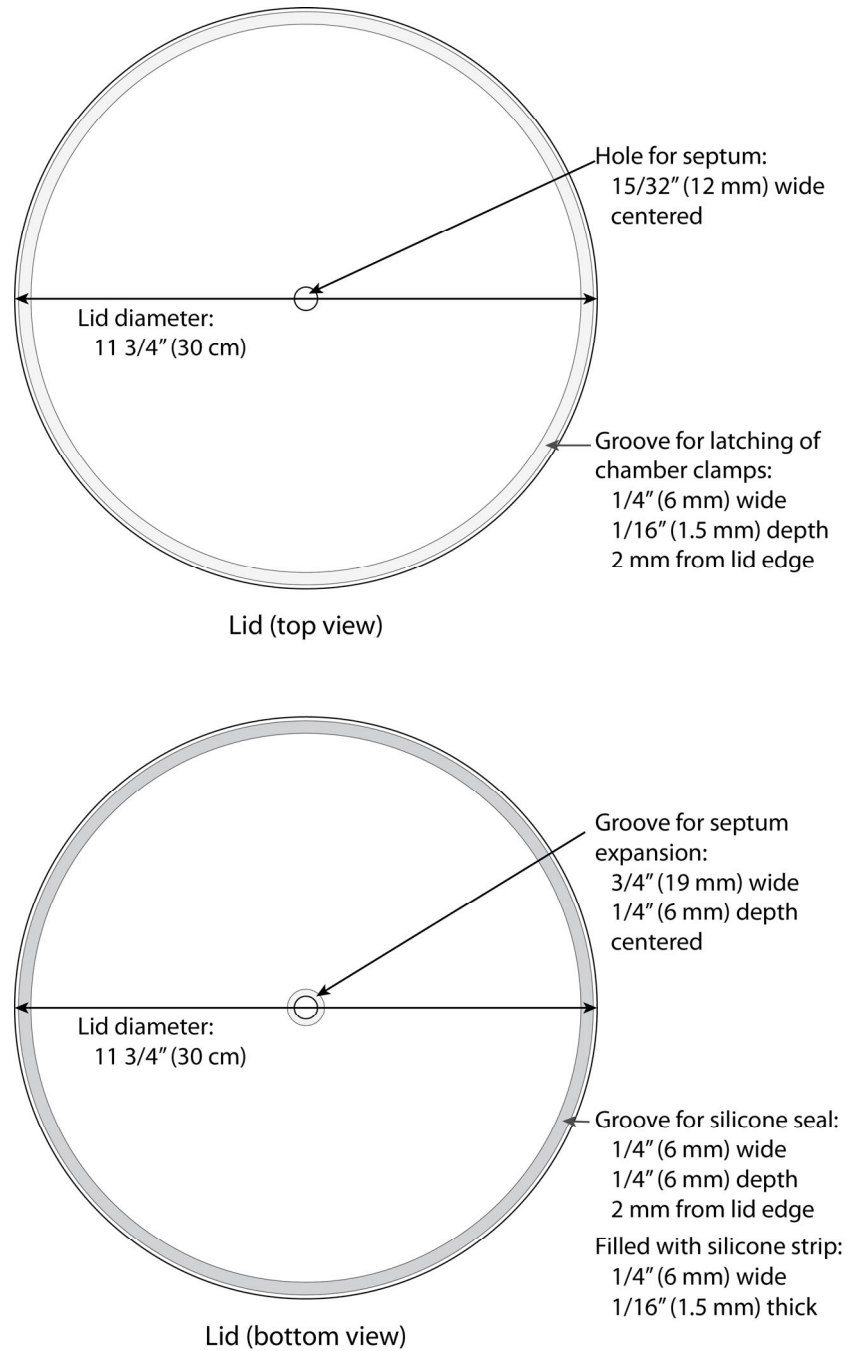 Hole for septum:
15/32” (12 mm) wide
centered
Lid diameter:
11 3/4” (30 cm)
Groove for latching of
chamber clamps:
1/4” (6 mm) wide
1/16” (1.5 mm) depth
2 mm from lid edge
Lid (top view)
Groove for septum
expansion:
3/4” (19 mm) wide
1/4” (6 mm) depth
centered
Lid diameter:
11 3/4” (30 cm)
Groove for silicone seal:
1/4” (6 mm) wide
1/4” (6 mm) depth
2 mm from lid edge
Filled with silicone strip:
1/4” (6 mm) wide
1/16” (1.5 mm) thick
Lid (bottom view)